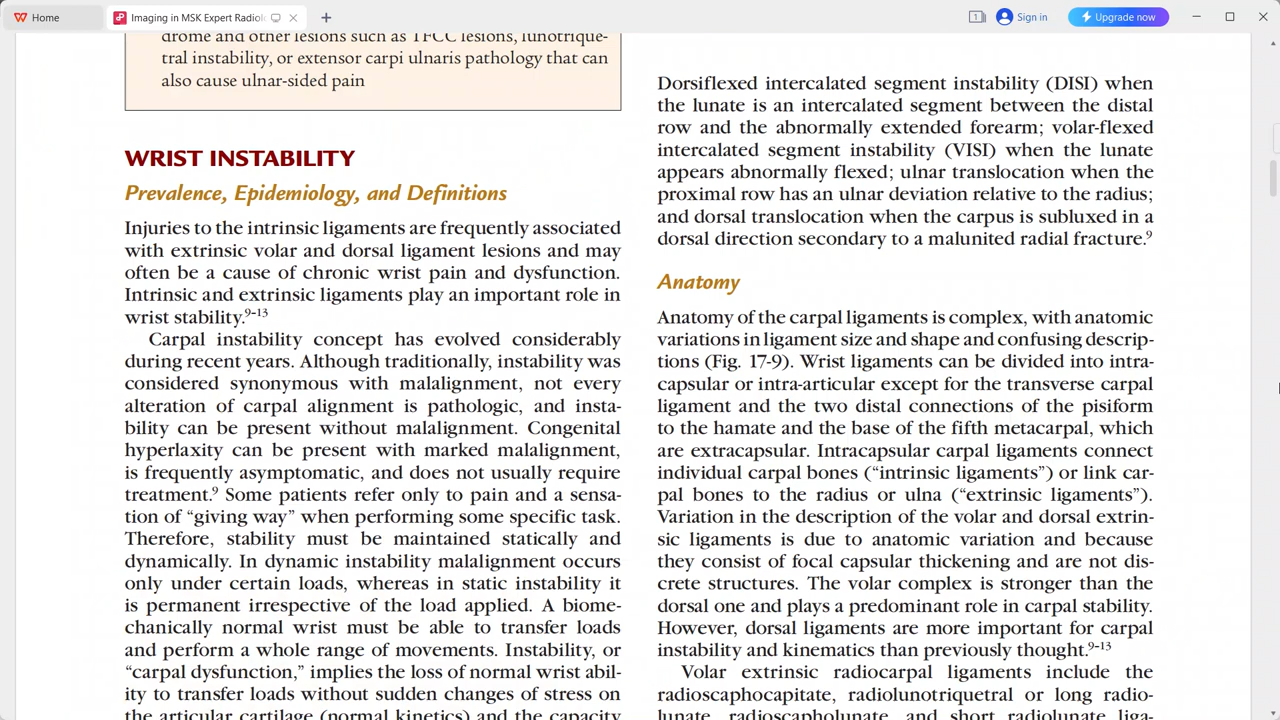 Home
Imaging in MSK Expert Radiol
Sign in
Upgrade now
drome and other lesions such as TFCC lesions, lunotrique-
tral instability, or extensor carpi ulnaris pathology that can
also cause ulnar-sided pain
WRIST INSTABILITY
Prevalence, Epidemiology, and Definitions
Injuries to the intrinsic ligaments are frequently associated
with extrinsic volar and dorsal ligament lesions and may
often be a cause of chronic wrist pain and dysfunction.
Intrinsic and extrinsic ligaments play an important role in
wrist stability.9-13
Carpal instability concept has evolved considerably
during recent years. Although traditionally, instability was
considered synonymous with malalignment, not every
alteration of carpal alignment is pathologic, and insta-
bility can be present without malalignment. Congenital
hyperlaxity can be present with marked malalignment,
is frequently asymptomatic, and does not usually require
treatment.9 Some patients refer only to pain and a sensa-
tion of “giving way” when performing some specific task.
Therefore, stability must be maintained statically and
dynamically. In dynamic instability malalignment occurs
only under certain loads, whereas in static instability it
is permanent irrespective of the load applied. A biome-
chanically normal wrist must be able to transfer loads
and perform a whole range of movements. Instability, or
“carpal dysfunction,” implies the loss of normal wrist abil-
ity to transfer loads without sudden changes of stress on
the articular cartilage (normal kinetics) and the capacity
Dorsiflexed intercalated segment instability (DISI) when
the lunate is an intercalated segment between the distal
row and the abnormally extended forearm; volar-flexed
intercalated segment instability (VISI) when the lunate
appears abnormally flexed; ulnar translocation when the
proximal row has an ulnar deviation relative to the radius;
and dorsal translocation when the carpus is subluxed in a
dorsal direction secondary to a malunited radial fracture.9
Anatomy
Anatomy of the carpal ligaments is complex, with anatomic
variations in ligament size and shape and confusing descrip-
tions (Fig. 17-9). Wrist ligaments can be divided into intra-
capsular or intra-articular except for the transverse carpal
ligament and the two distal connections of the pisiform
to the hamate and the base of the fifth metacarpal, which
are extracapsular. Intracapsular carpal ligaments connect
individual carpal bones (“intrinsic ligaments”) or link car-
pal bones to the radius or ulna (“extrinsic ligaments”).
Variation in the description of the volar and dorsal extrin-
sic ligaments is due to anatomic variation and because
they consist of focal capsular thickening and are not dis-
crete structures. The volar complex is stronger than the
dorsal one and plays a predominant role in carpal stability.
However, dorsal ligaments are more important for carpal
instability and kinematics than previously thought.9-13
Volar extrinsic radiocarpal ligaments include the
radioscaphocapitate, radiolunotriquetral or long radio-
lunate, radioscapholunate, and short radiolunate liga-